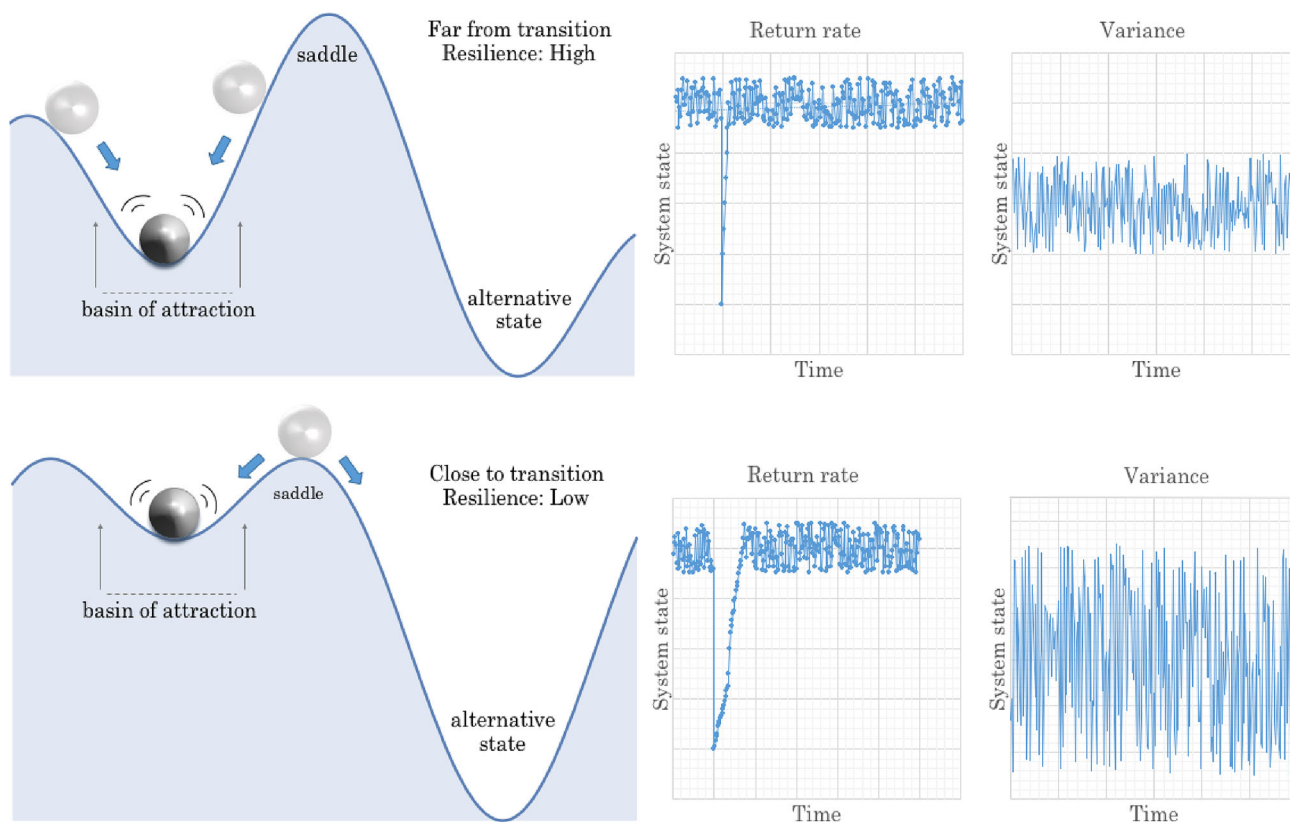 Far from transition
Resilience: High
saddle
basin of attraction
alternative
state
Return rate
System state
Time
Variance
System state
Time
Close to transition
Resilience: Low
saddle
basin of attraction
alternative
state
Return rate
System state
Time
Variance
System state
Time